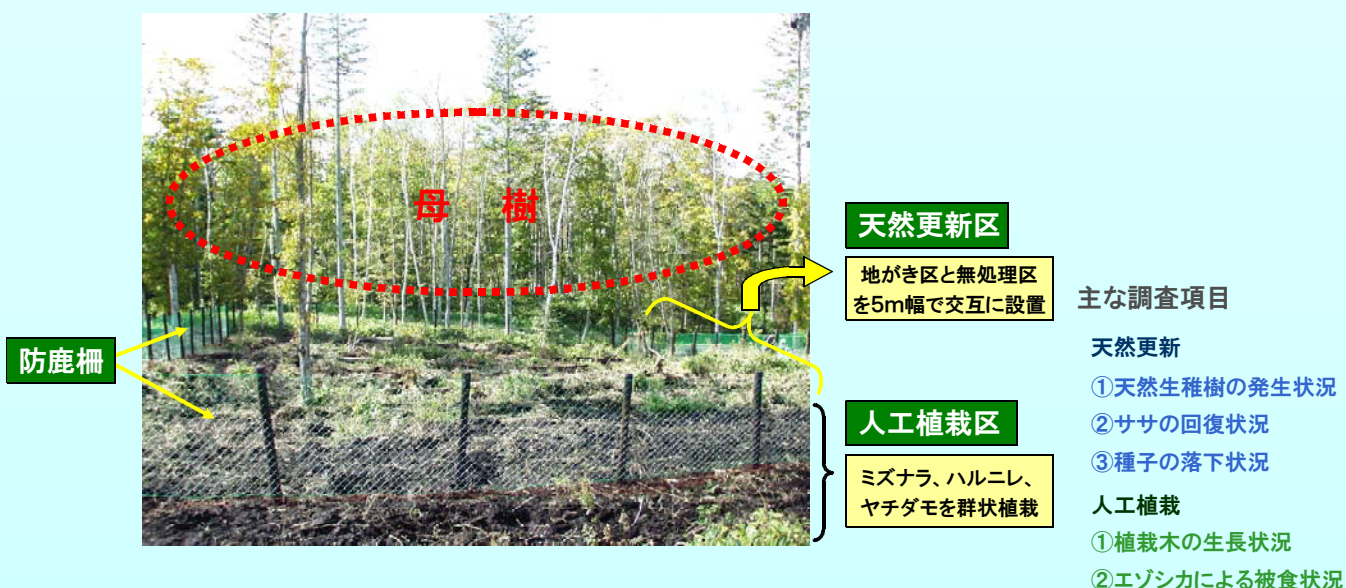 母樹
防鹿柵
天然更新区
地がき区と無処理区
を5m幅で交互に設置
人工植栽区
ミズナラ、ハルニレ、
ヤチダモを群状植栽
主な調査項目
天然更新
①天然生稚樹の発生状況
②ササの回復状況
③種子の落下状況
人工植栽
①植栽木の生長状況
②エゾシカによる被食状況